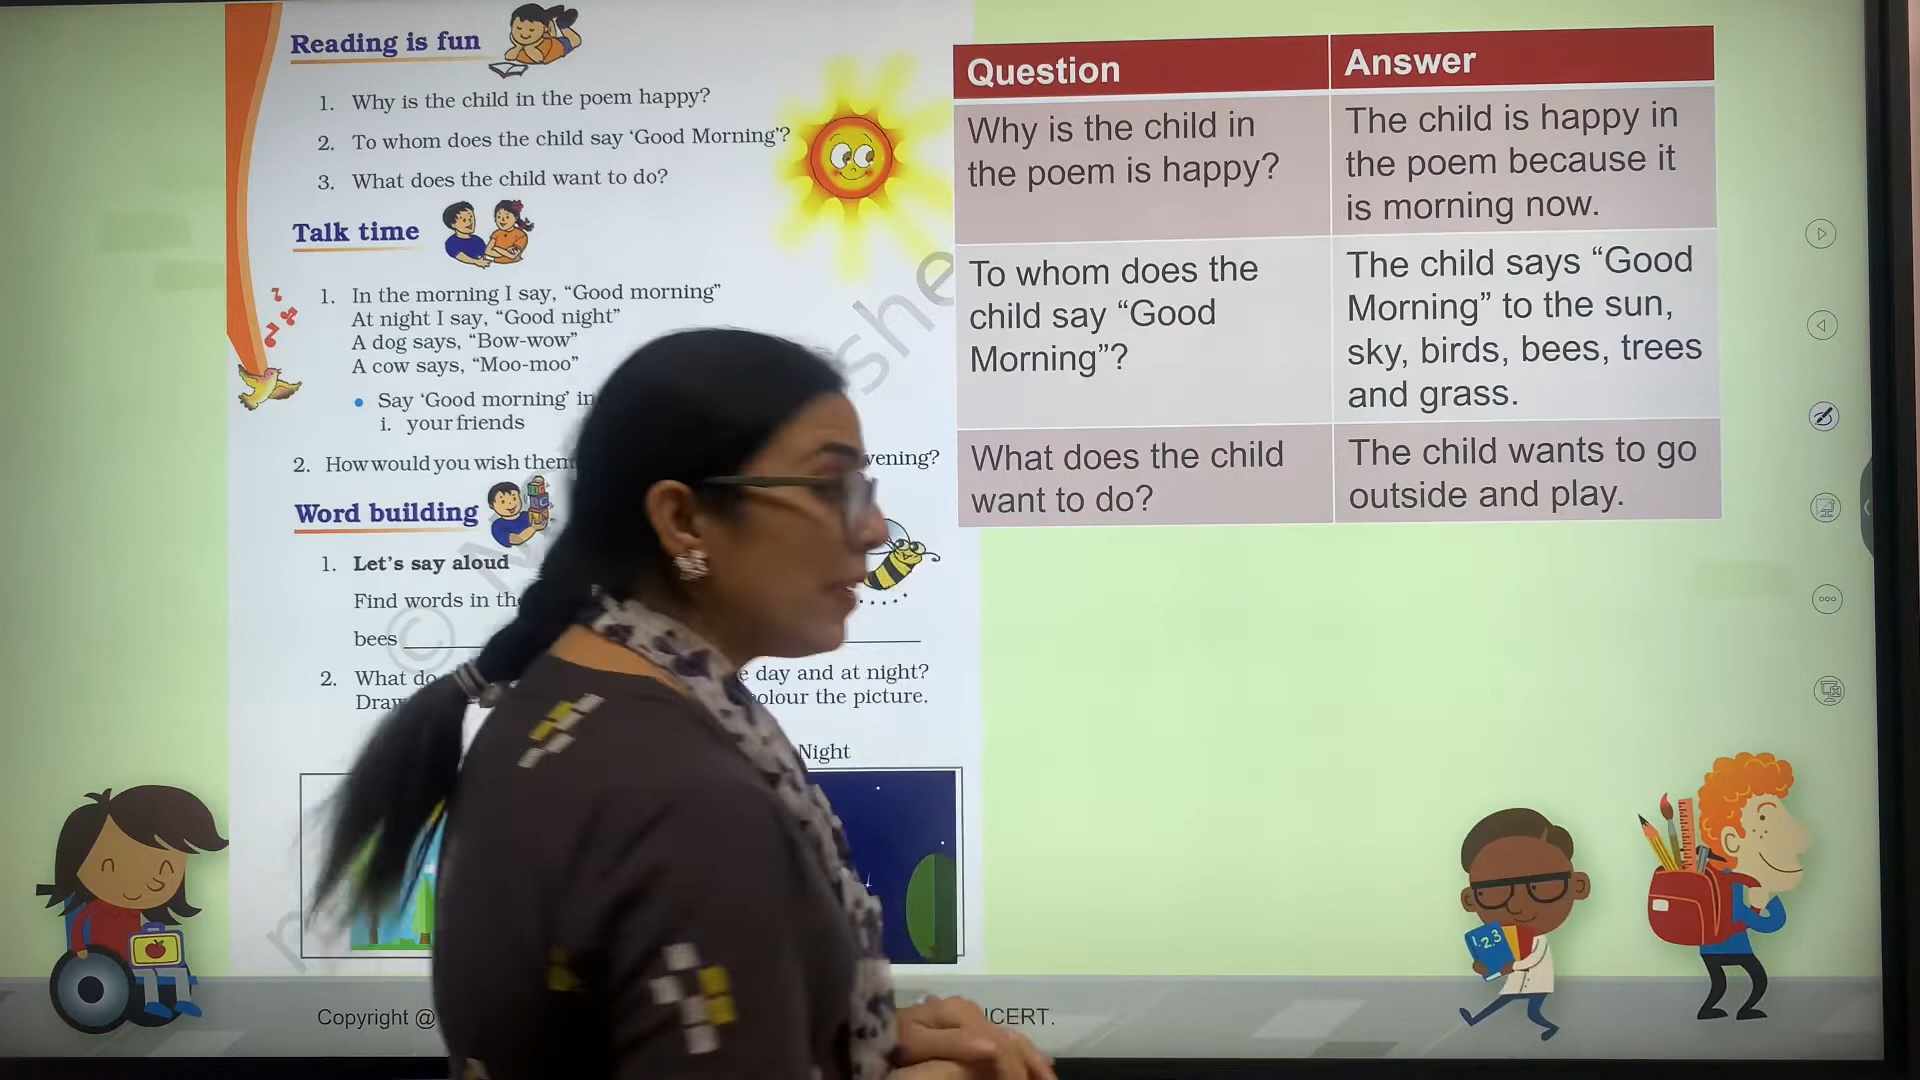 Reading is fun
1. Why is the child in the poem happy?
2. To whom does the child say ‘Good Morning’?
3. What does the child want to do?
Talk time
1. In the morning I say, “Good morning”
At night I say, “Good night”
A dog says, “Bow-wow”
A cow says, “Moo-moo”
• Say ‘Good morning’ in
i. your friends
2. How would you wish them
Word building
1. Let’s say aloud
Find words in the
bees
2. What do day and at night?
colour the picture.
Night
Question Answer
Why is the child in
the poem is happy?
The child is happy in
the poem because it
is morning now.
To whom does the
child say “Good
Morning”?
The child says “Good
Morning” to the sun,
sky, birds, bees, trees
and grass.
What does the child
want to do?
The child wants to go
outside and play.
1 2 3
Copyright @ NCERT.